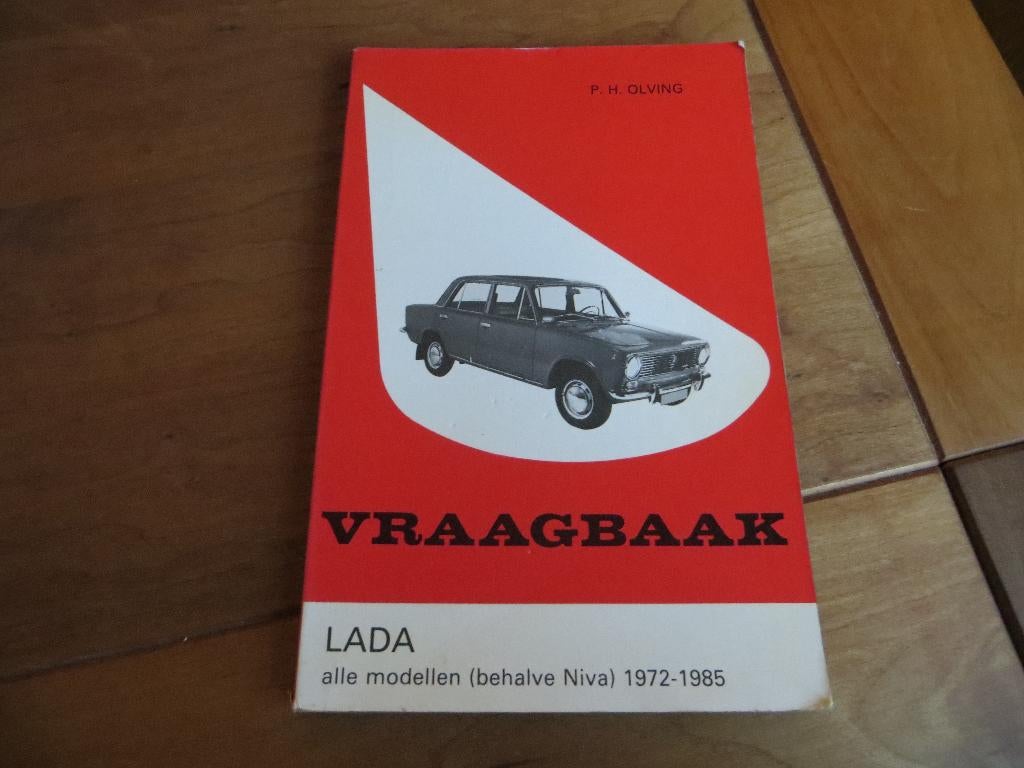 P. H. OLVING
VRAAGBAAK
LADA
alle modellen (behalve Niva) 1972-1985